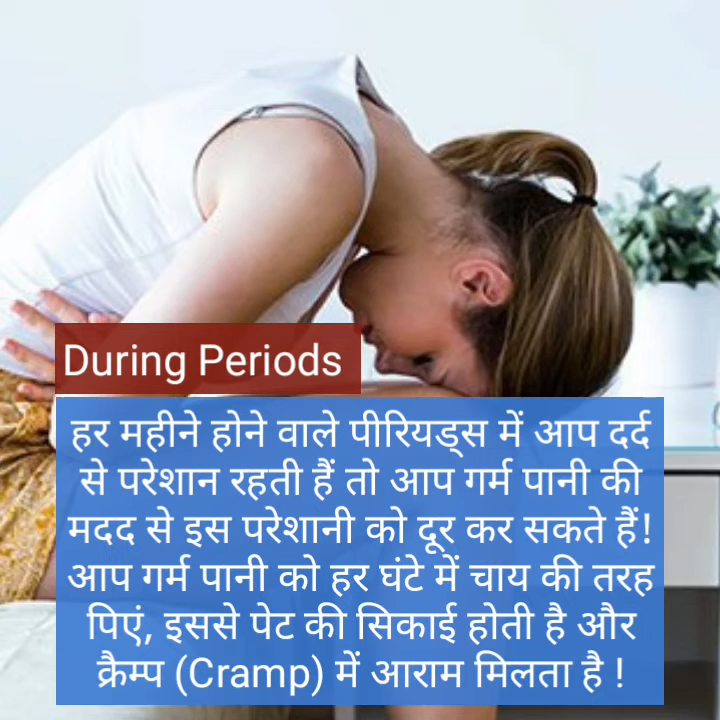 During Periods
हर महीने होने वाले पीरियड्स में आप दर्द
से परेशान रहती हैं तो आप गर्म पानी की
मदद से इस परेशानी को दूर कर सकते हैं!
आप गर्म पानी को हर घंटे में चाय की तरह
पिएं, इससे पेट की सिकाई होती है और
क्रैम्प (Cramp) में आराम मिलता है !